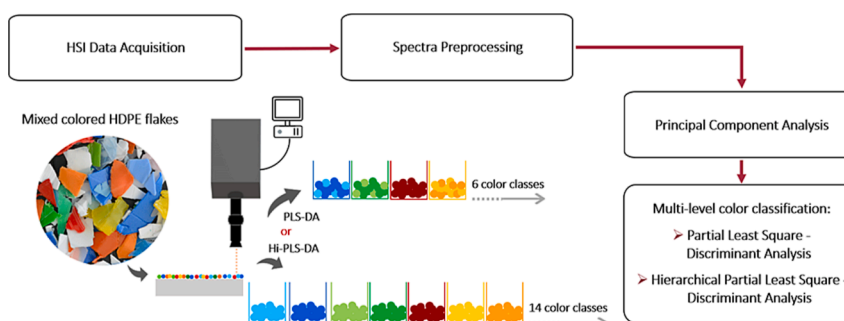 HSI Data Acquisition
Spectra Preprocessing
Mixed colored HDPE flakes
Principal Component Analysis
6 color classes
PLS-DA
or
Hi-PLS-DA
Multi-level color classification:
Partial Least Square -
Discriminant Analysis
Hierarchical Partial Least Square -
Discriminant Analysis
14 color classes